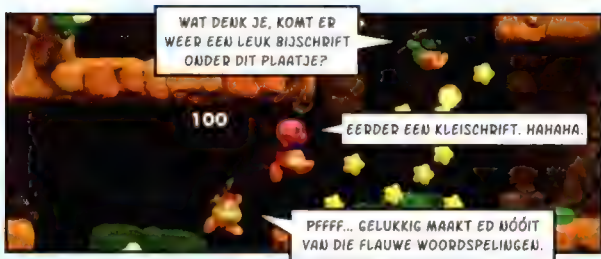 WAT DENK JE, KOMT ER
WEER EEN LEUK BIJSCHRIFT
ONDER DIT PLAATJE?
100
EERDER EEN KLEISCHRIFT. HAHAHA.
PFFFF... GELUKKIG MAAKT ED NÓÓIT
VAN DIE FLAUWE WOORDSPELINGEN.